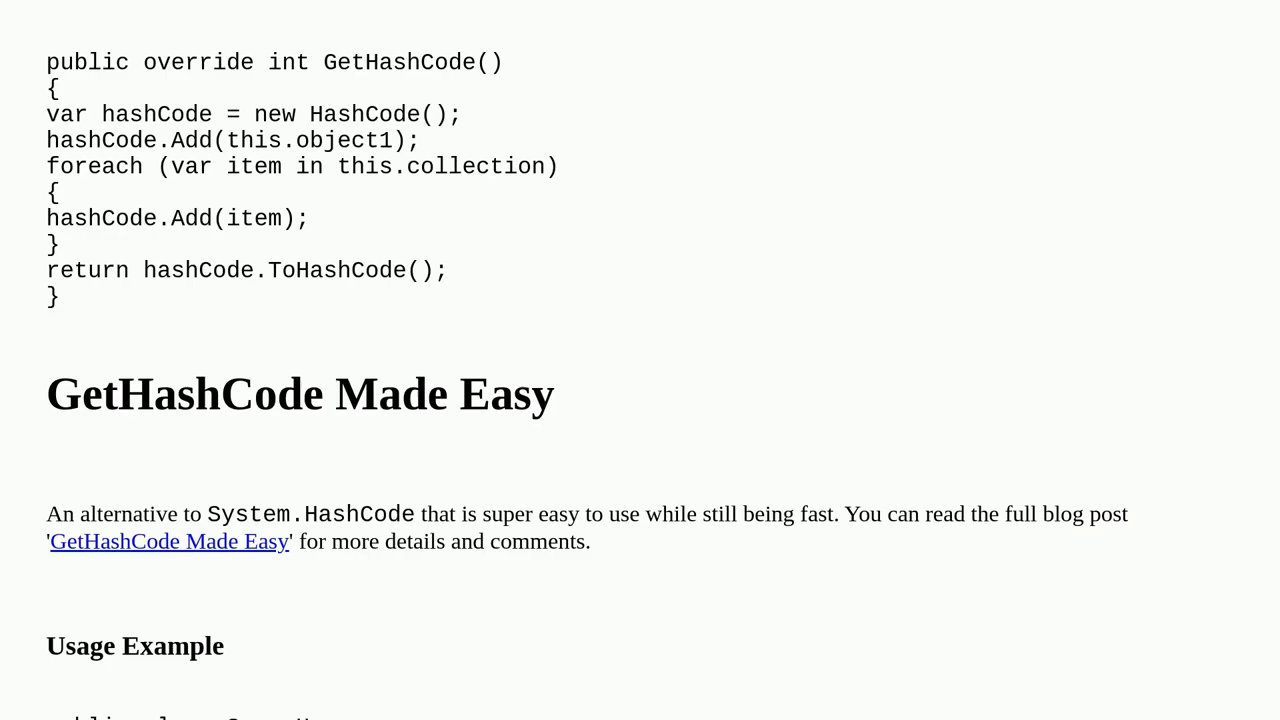 public override int GetHashCode()
{
var hashCode = new HashCode();
hashCode.Add(this.object1);
foreach (var item in this.collection)
{
hashCode.Add(item);
}
return hashCode.ToHashCode();
}
GetHashCode Made Easy
An alternative to System.HashCode that is super easy to use while still being fast. You can read the full blog post
'GetHashCode Made Easy' for more details and comments.
Usage Example